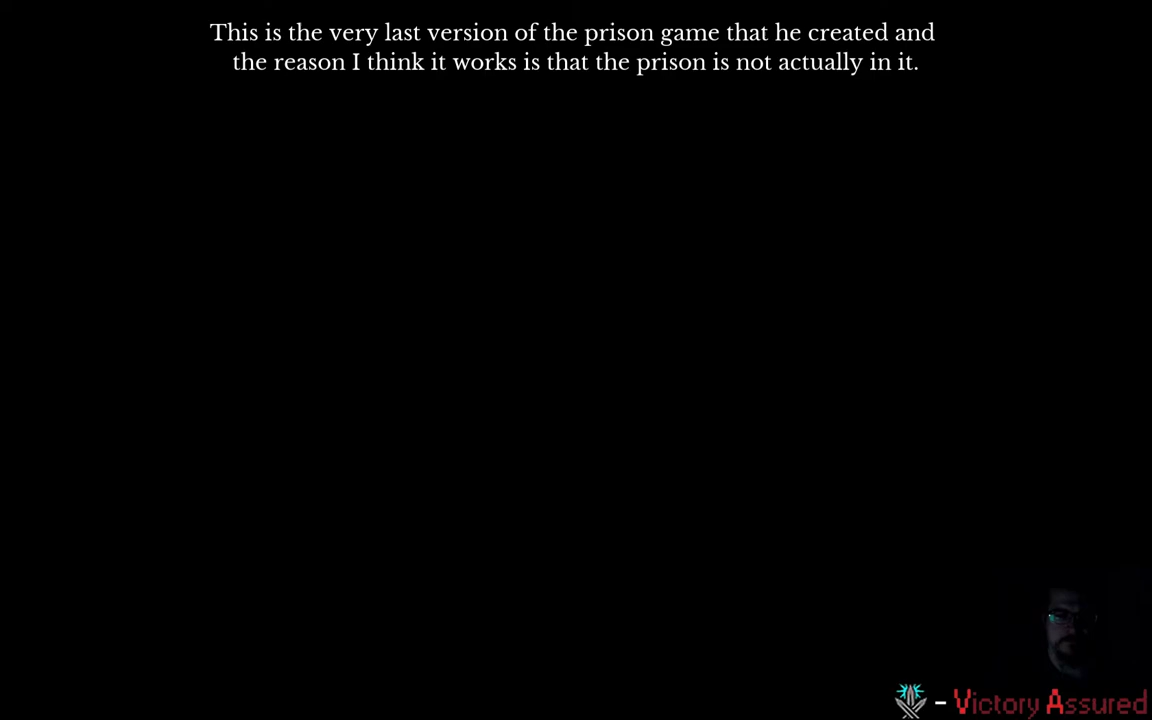 This is the very last version of the prison game that he created and
the reason I think it works is that the prison is not actually in it.
- Victory Assured